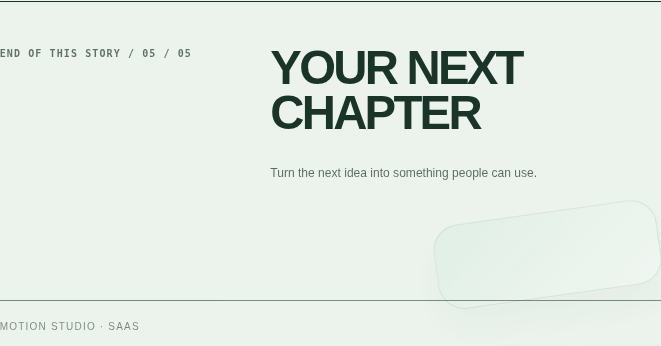 END OF THIS STORY / 05 / 05
YOUR NEXT
CHAPTER
Turn the next idea into something people can use.
MOTION STUDIO · SAAS